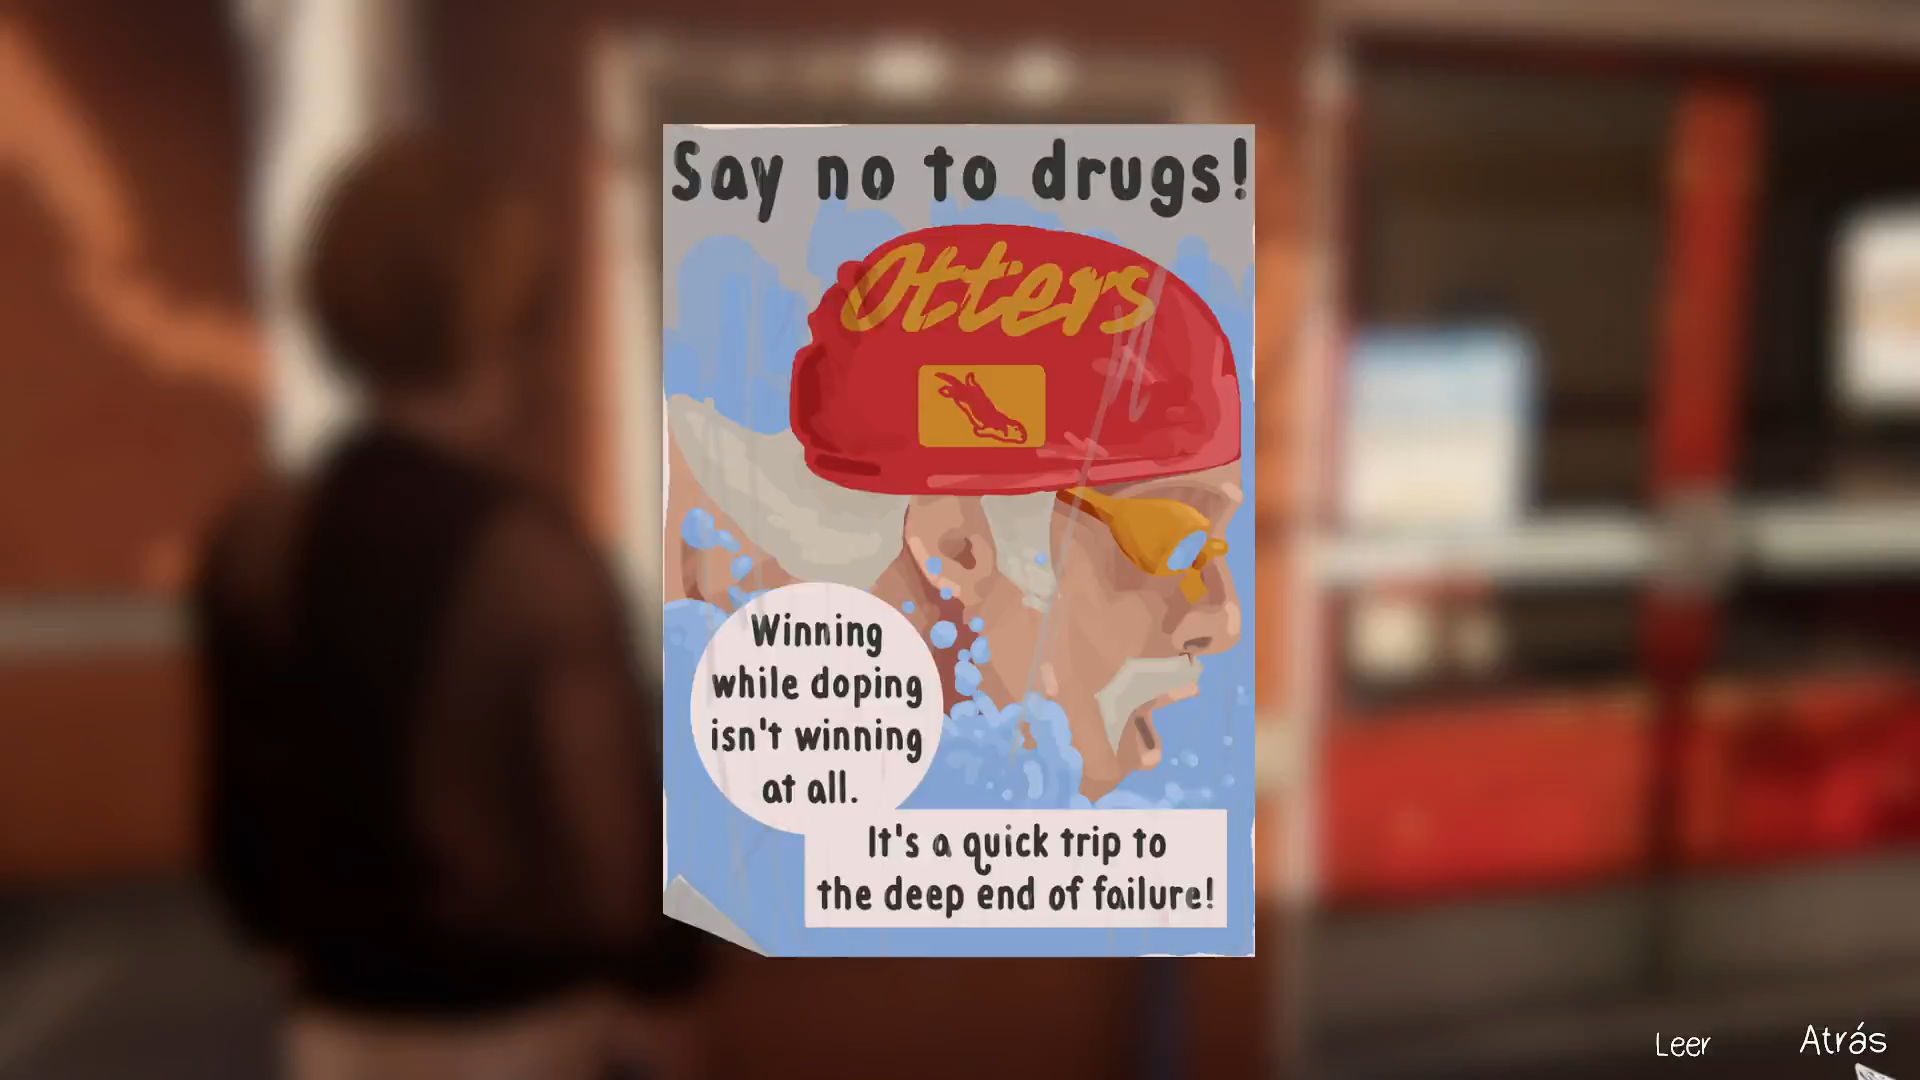 Say no to drugs!
Otters
Winning
while doping
isn't winning
at all.
It's a quick trip to
the deep end of failure!
Leer
Atrás